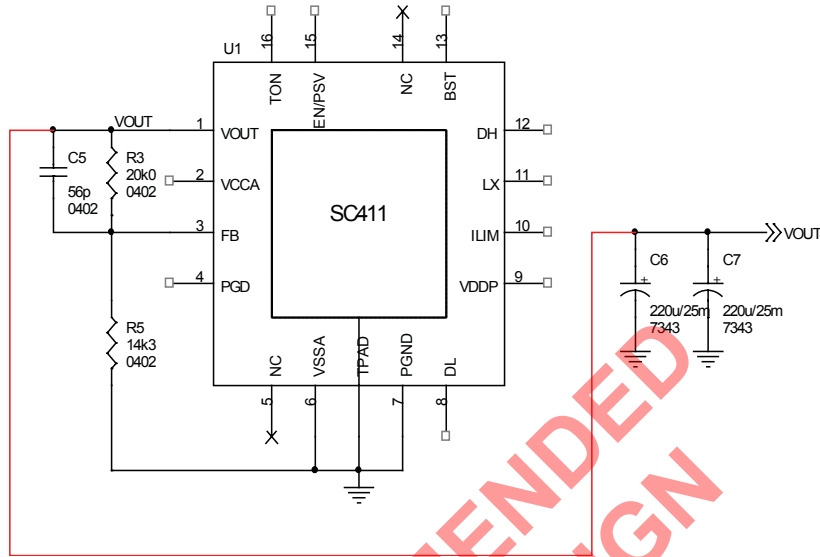 16
15
14
13
U1
TON
EN/PSV
NC
BST
VOUT
1
VOUT
DH
12
C5
R3
20k0
0402
56p
0402
2
VCCA
LX
11
SC411
3
FB
ILIM
10
VOUT
4
PGD
VDDP
9
C6
220u/25m
7343
C7
220u/25m
7343
R5
14k3
0402
NC
VSSA
TPAD
PGND
DL
5
6
7
8
MENDED
IGN